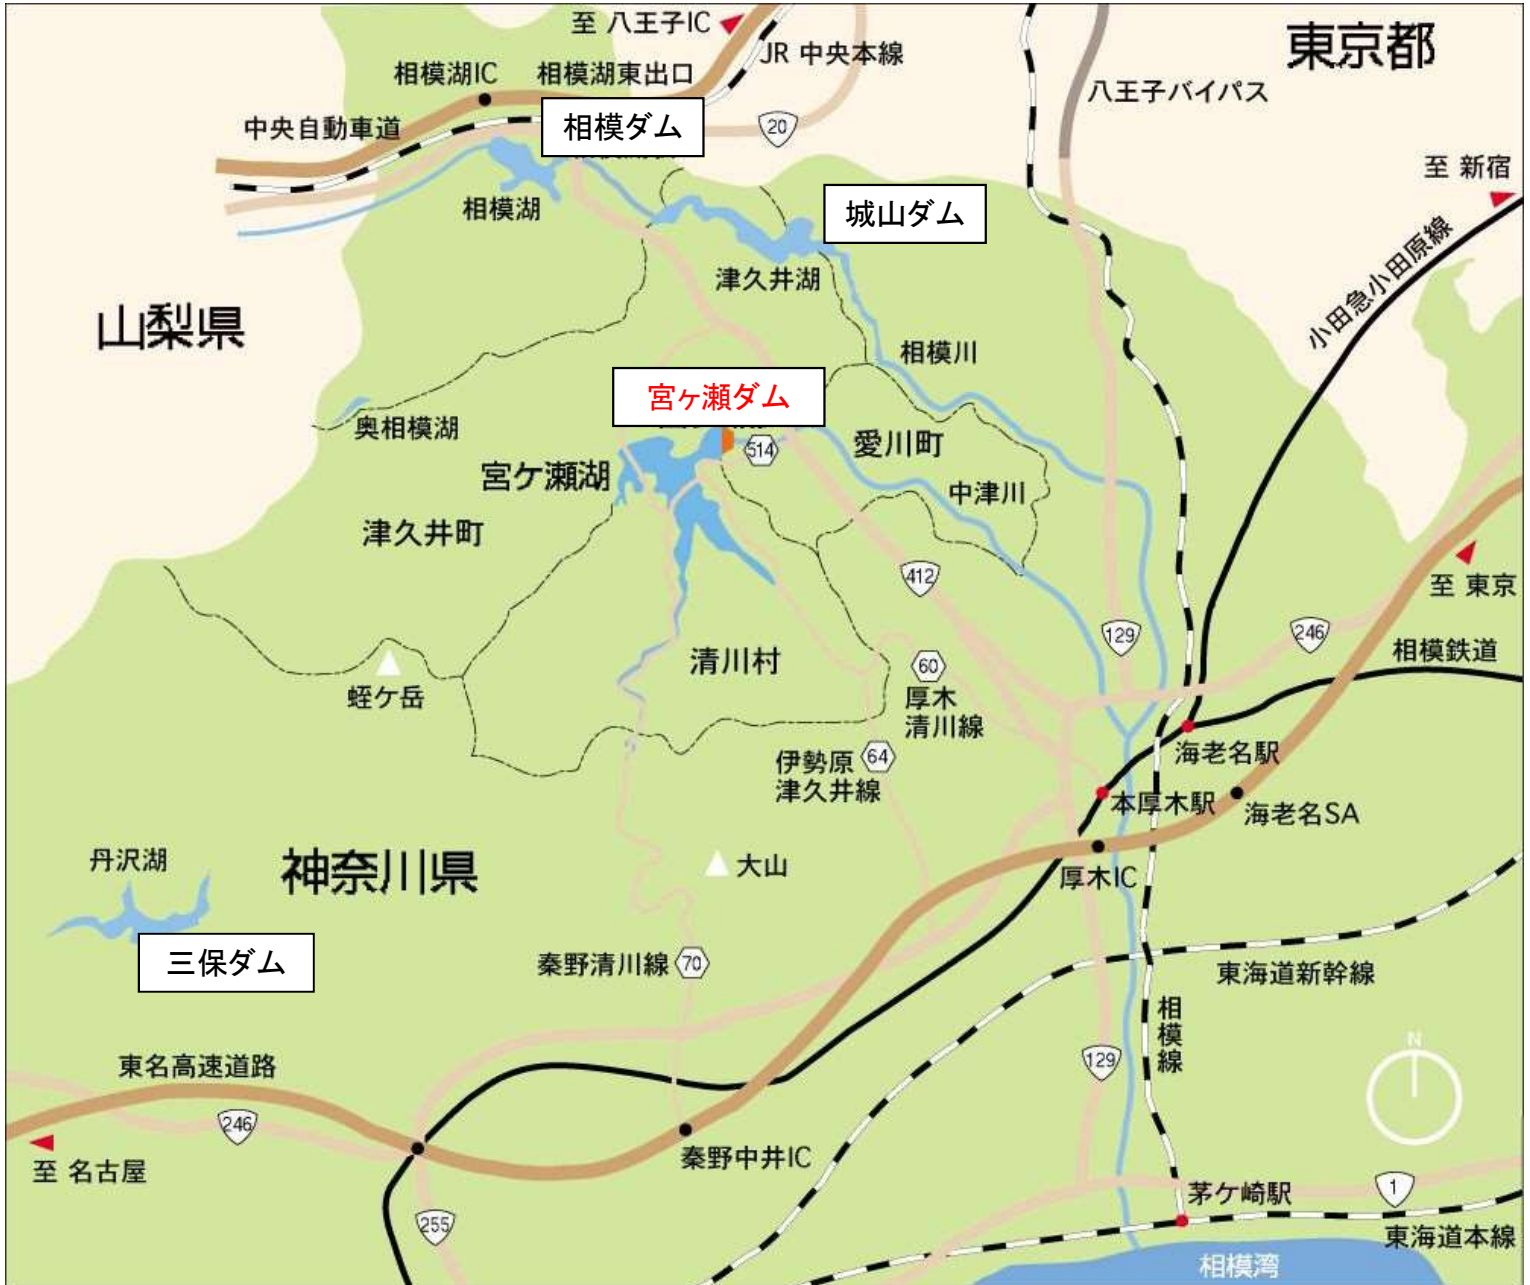 至 八王子IC
東京都
JR 中央本線
相模湖IC
相模湖東出口
八王子バイパス
中央自動車道
相模ダム
20
至 新宿
相模湖
城山ダム
小田急小田原線
津久井湖
山梨県
相模川
宮ヶ瀬ダム
奥相模湖
514
愛川町
宮ケ瀬湖
中津川
津久井町
412
至 東京
129
246
相模鉄道
清川村
60
厚木
清川線
蛭ケ岳
海老名駅
伊勢原
津久井線
64
本厚木駅
海老名SA
丹沢湖
神奈川県
大山
厚木IC
三保ダム
秦野清川線
70
東海道新幹線
相模線
N
129
東名高速道路
246
至 名古屋
秦野中井IC
茅ケ崎駅
1
255
東海道本線
相模湾